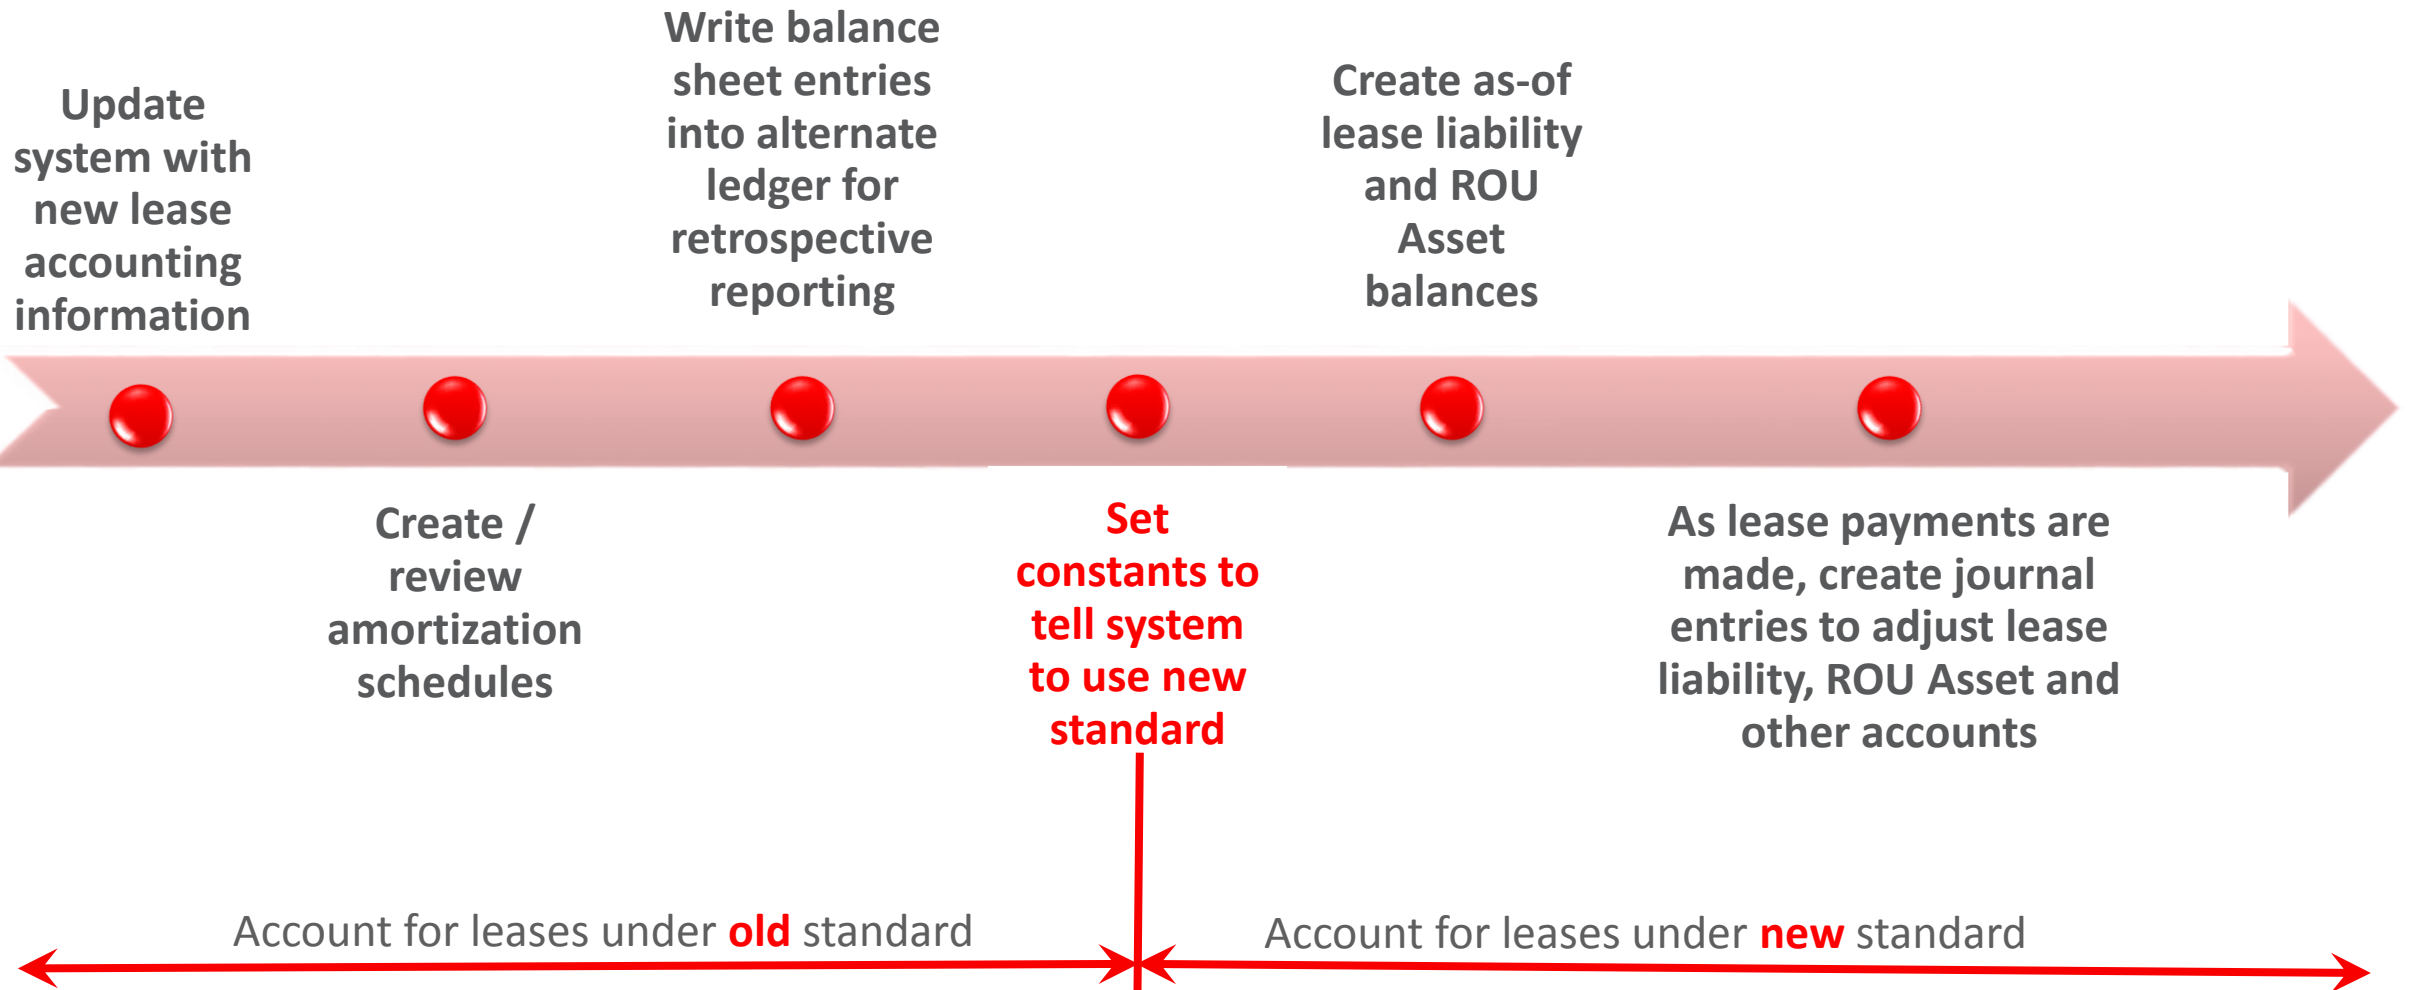 Update
system with
new lease
accounting
information
Create /
review
amortization
schedules
Write balance
sheet entries
into alternate
ledger for
retrospective
reporting
Set
constants to
tell system
to use new
standard
Create as-of
lease liability
and ROU
Asset
balances
As lease payments are
made, create journal
entries to adjust lease
liability, ROU Asset and
other accounts
Account for leases under old standard
Account for leases under new standard